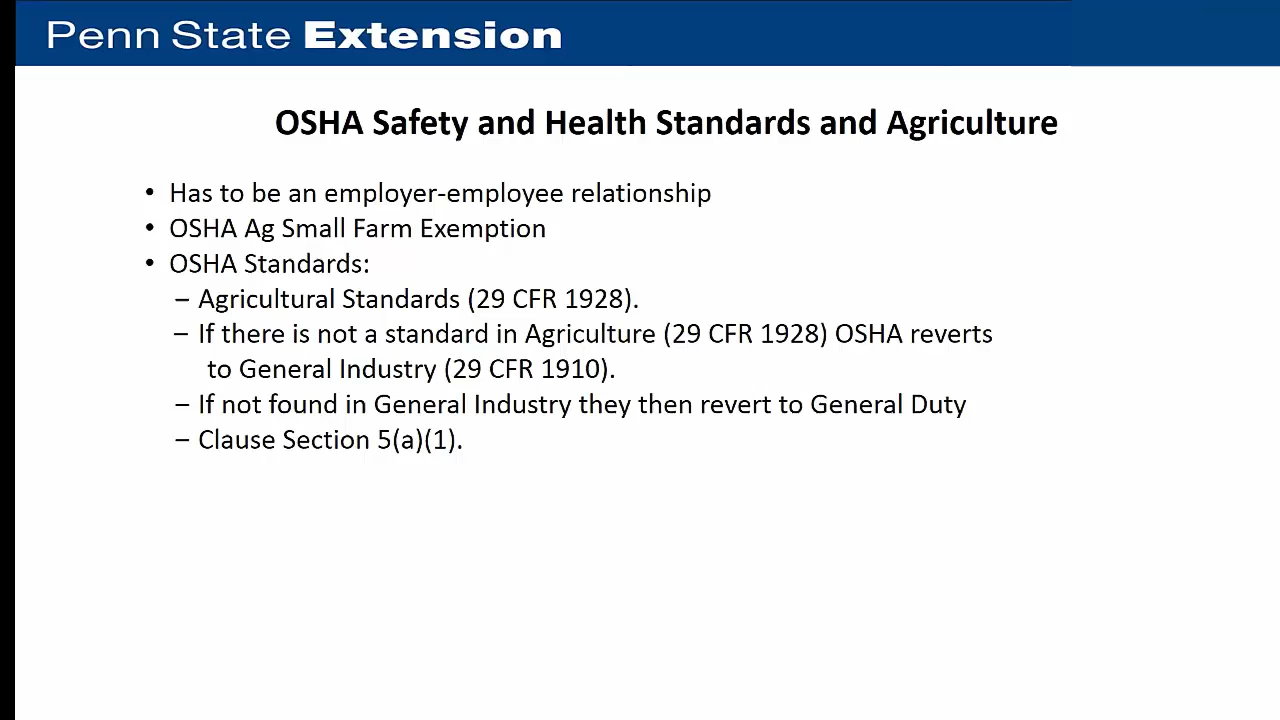 Penn State Extension
OSHA Safety and Health Standards and Agriculture
• Has to be an employer-employee relationship
• OSHA Ag Small Farm Exemption
• OSHA Standards:
– Agricultural Standards (29 CFR 1928).
– If there is not a standard in Agriculture (29 CFR 1928) OSHA reverts
to General Industry (29 CFR 1910).
– If not found in General Industry they then revert to General Duty
– Clause Section 5(a)(1).